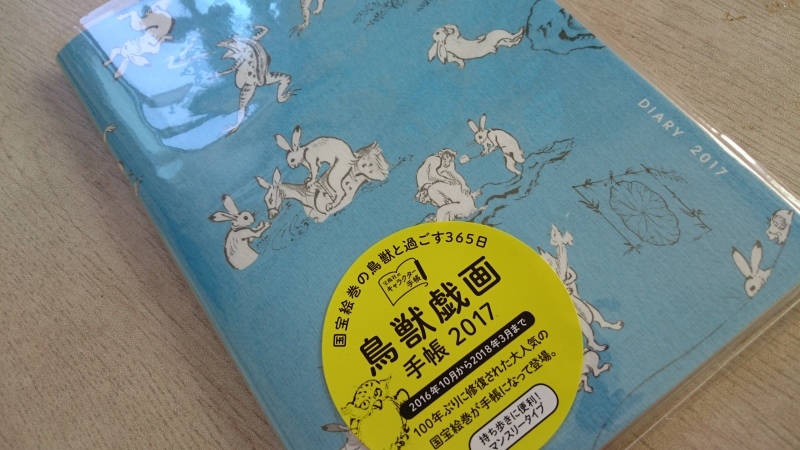 DIARY 2017
国宝絵巻の鳥獣と過ごす365日
宝島社の
キャラクター
手帳
鳥獣戯画
手帳 2017
2016年10月から2018年3月まで
100年ぶりに修復された大人気の
国宝絵巻が手帳になって登場。
持ち歩きに便利!
マンスリータイプ